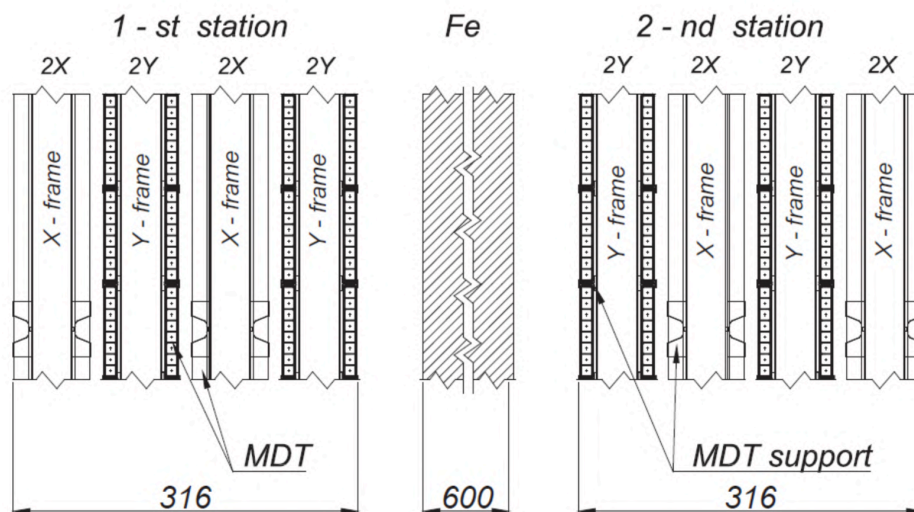 1 - st station Fe 2 - nd station
2X 2Y 2X 2Y 2Y 2X 2Y 2X
X - frame Y - frame X - frame Y - frame Y - frame X - frame Y - frame X - frame
MDT MDT support
316 600 316